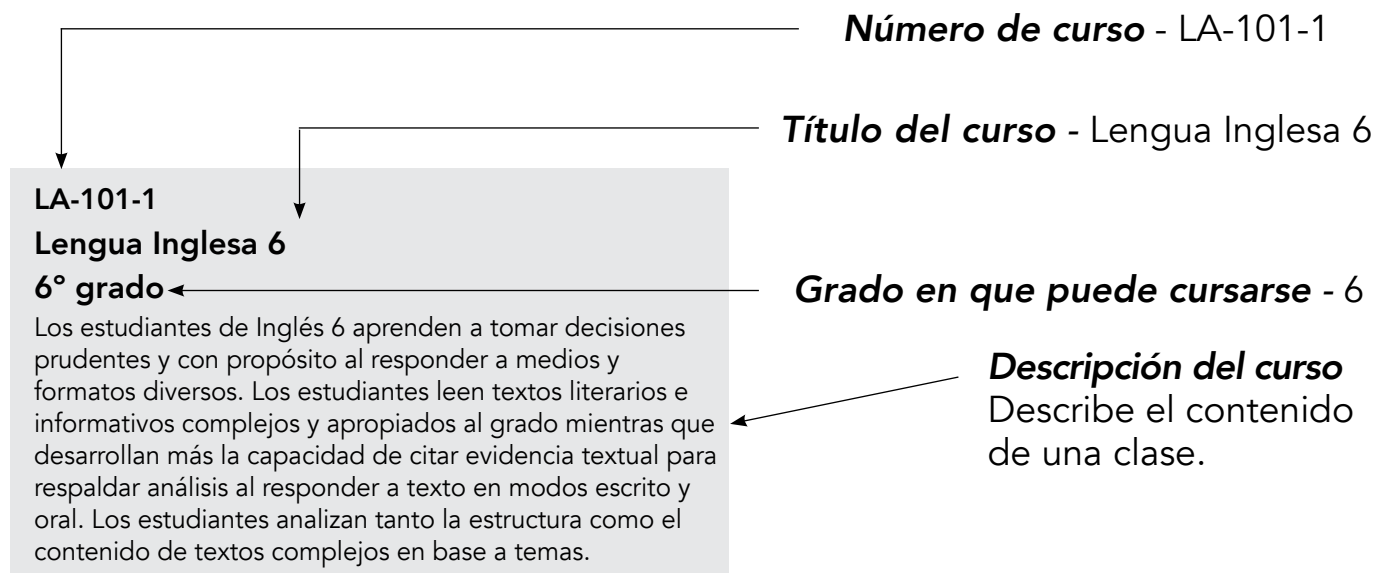 Número de curso - LA-101-1
Título del curso - Lengua Inglesa 6
LA-101-1
Lengua Inglesa 6
6º grado
Grado en que puede cursarse - 6
Los estudiantes de Inglés 6 aprenden a tomar decisiones
prudentes y con propósito al responder a medios y
formatos diversos. Los estudiantes leen textos literarios e
informativos complejos y apropiados al grado mientras que
desarrollan más la capacidad de citar evidencia textual para
respaldar análisis al responder a texto en modos escrito y
oral. Los estudiantes analizan tanto la estructura como el
contenido de textos complejos en base a temas.
Descripción del curso
Describe el contenido
de una clase.